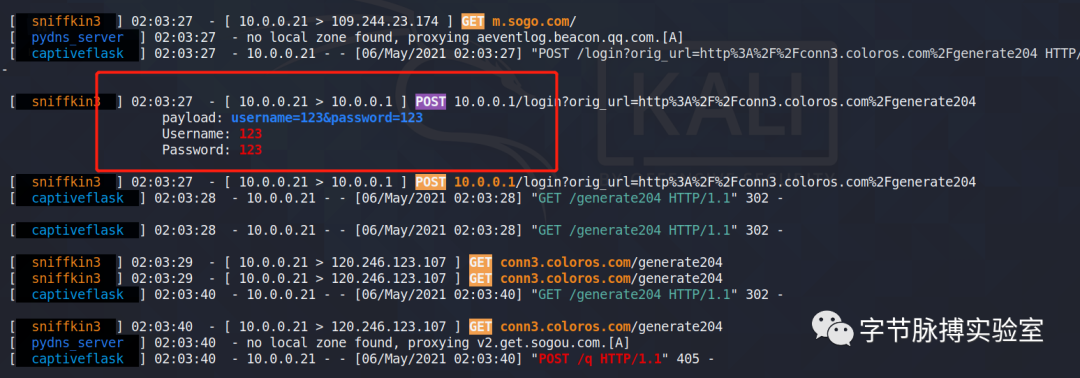 [ sniffkin3 ] 02:03:27 - [ 10.0.0.21 > 109.244.23.174 ] GET m.sogo.com/
[ pydns_server ] 02:03:27 - no local zone found, proxying aeventlog.beacon.qq.com.[A]
[ captiveflask ] 02:03:27 - 10.0.0.21 - - [06/May/2021 02:03:27] "POST /login?orig_url=http%3A%2F%2Fconn3.coloros.com%2Fgenerate204 HTTP/
-
[ sniffkin3 ] 02:03:27 - [ 10.0.0.21 > 10.0.0.1 ] POST 10.0.0.1/login?orig_url=http%3A%2F%2Fconn3.coloros.com%2Fgenerate204
payload: username=123&password=123
Username: 123
Password: 123
KALI
[ sniffkin3 ] 02:03:27 - [ 10.0.0.21 > 10.0.0.1 ] POST 10.0.0.1/login?orig_url=http%3A%2F%2Fconn3.coloros.com%2Fgenerate204
[ captiveflask ] 02:03:28 - 10.0.0.21 - - [06/May/2021 02:03:28] "GET /generate204 HTTP/1.1" 302 -
[ captiveflask ] 02:03:28 - 10.0.0.21 - - [06/May/2021 02:03:28] "GET /generate204 HTTP/1.1" 302 -
[ sniffkin3 ] 02:03:29 - [ 10.0.0.21 > 120.246.123.107 ] GET conn3.coloros.com/generate204
[ sniffkin3 ] 02:03:29 - [ 10.0.0.21 > 120.246.123.107 ] GET conn3.coloros.com/generate204
[ captiveflask ] 02:03:40 - 10.0.0.21 - - [06/May/2021 02:03:40] "GET /generate204 HTTP/1.1" 302 -
[ sniffkin3 ] 02:03:40 - [ 10.0.0.21 > 120.246.123.107 ] GET conn3.coloros.com/generate204
[ pydns_server ] 02:03:40 - no local zone found, proxying v2.get.sogou.com.[A]
[ captiveflask ] 02:03:40 - 10.0.0.21 - - [06/May/2021 02:03:40] "POST /q HTTP/1.1" 405 -
字节脉搏实验室